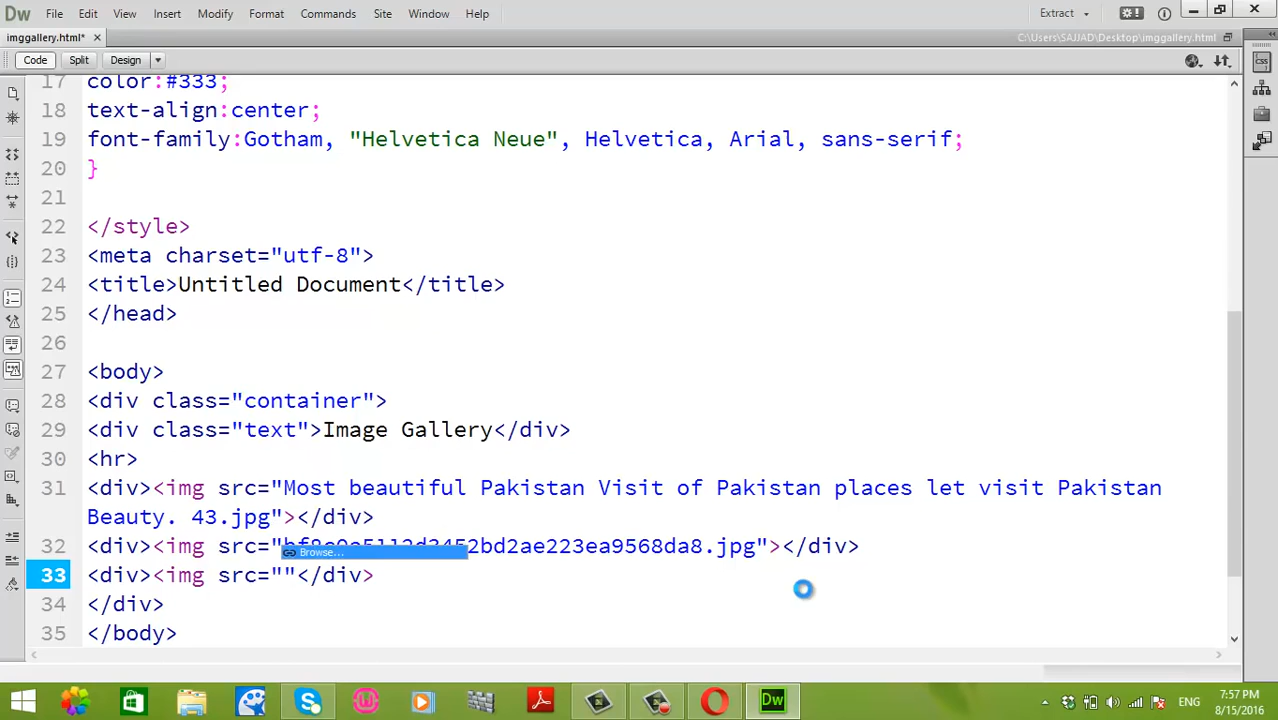 Dw File Edit View Insert Modify Format Commands Site Window Help Extract
imggallery.html* C:\Users\SAJJAD\Desktop\imggallery.html
Code Split Design
17 color:#333;
18 text-align:center;
19 font-family:Gotham, "Helvetica Neue", Helvetica, Arial, sans-serif;
20 }
21
22 </style>
23 <meta charset="utf-8">
24 <title>Untitled Document</title>
25 </head>
26
27 <body>
28 <div class="container">
29 <div class="text">Image Gallery</div>
30 <hr>
31 <div><img src="Most beautiful Pakistan Visit of Pakistan places let visit Pakistan
Beauty. 43.jpg"></div>
32 <div><img src="2bd2ae223ea9568da8.jpg"></div>
Browse...
33 <div><img src=""</div>
34 </div>
35 </body>
CSS
Dw
ENG
7:57 PM
8/15/2016